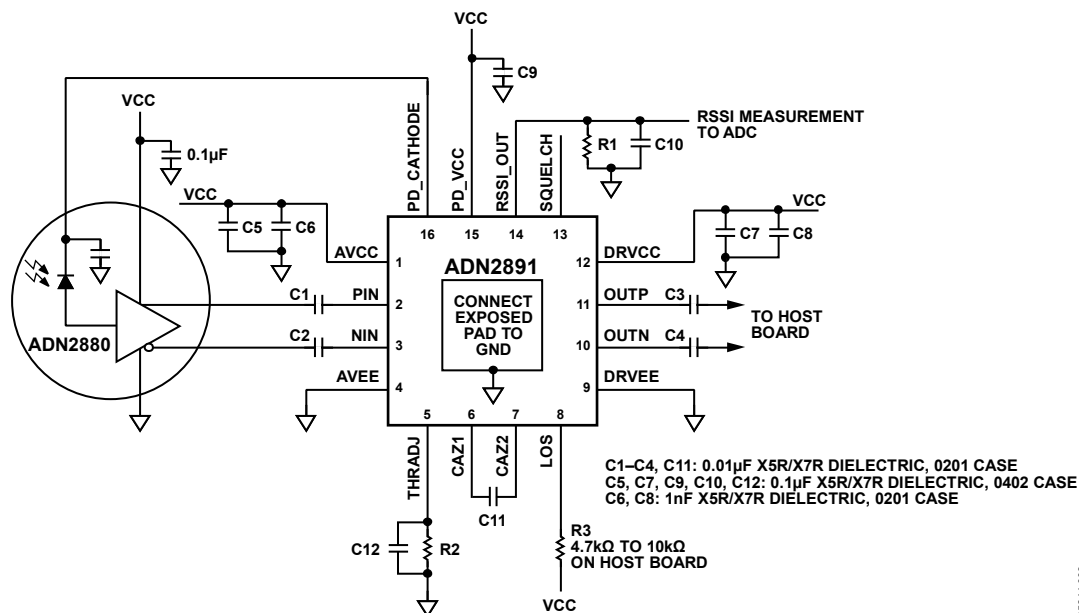 VCC
C9
VCC
0.1µF
RSSI MEASUREMENT
TO ADC
R1
C10
PD_CATHODE
PD_VCC
RSSI_OUT
SQUELCH
VCC
C5
C6
AVCC
16
15
14
13
VCC
C7
C8
DRVCC
1
12
ADN2891
CONNECT
EXPOSED
PAD TO
GND
C1
PIN
2
11
OUTP
C3
TO HOST
BOARD
ADN2880
C2
NIN
3
10
OUTN
C4
AVEE
4
9
DRVEE
5
6
7
8
THRADJ
CAZ1
CAZ2
LOS
C11
C1–C4, C11: 0.01µF X5R/X7R DIELECTRIC, 0201 CASE
C5, C7, C9, C10, C12: 0.1µF X5R/X7R DIELECTRIC, 0402 CASE
C6, C8: 1nF X5R/X7R DIELECTRIC, 0201 CASE
C12
R2
R3
4.7kΩ TO 10kΩ
ON HOST BOARD
VCC